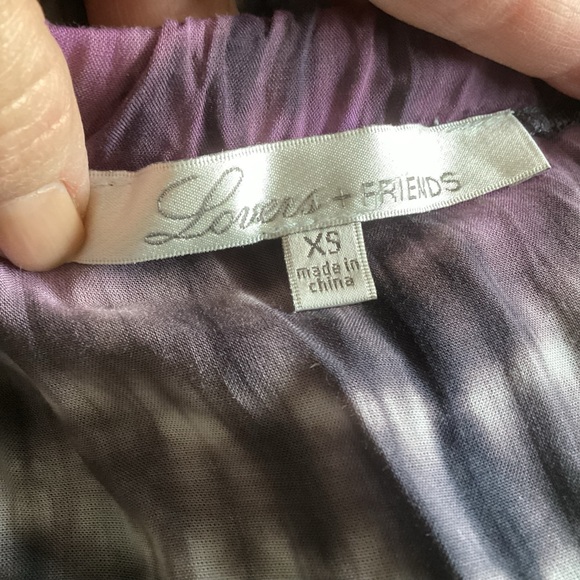 Lovers + FRIENDS
XS
made in
china